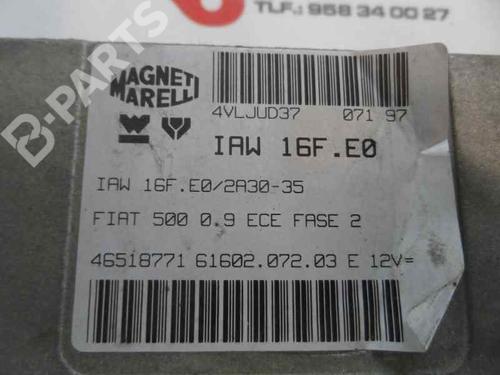 TLF.: 958 34 00 27
B-PARTS
MAGNETI
MARELLI
4VLJUD37 071 97
IAW 16F.E0
IAW 16F.E0/2A30-35
FIAT 500 0.9 ECE FASE 2
46518771 61602.072.03 E 12V=